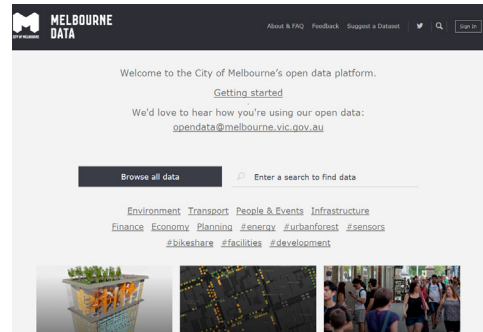 MELBOURNE
DATA
CITY OF MELBOURNE
About & FAQ Feedback Suggest a Dataset Sign In
Welcome to the City of Melbourne's open data platform.
Getting started
We'd love to hear how you're using our open data:
opendata@melbourne.vic.gov.au
Browse all data Enter a search to find data
Environment Transport People & Events Infrastructure
Finance Economy Planning #energy #urbanforest #sensors
#bikeshare #facilities #development